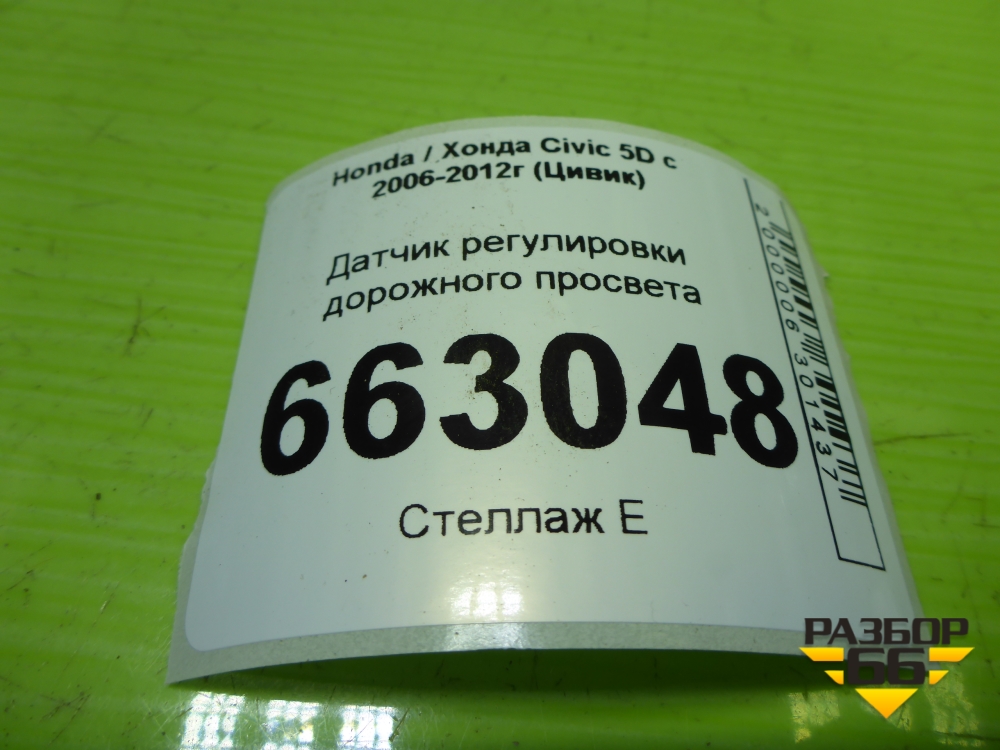 Honda / Хонда Civic 5D с
2006-2012г (Цивик)
Датчик регулировки
дорожного просвета
663048
Стеллаж Е
2000006301437
РАЗБОР
66